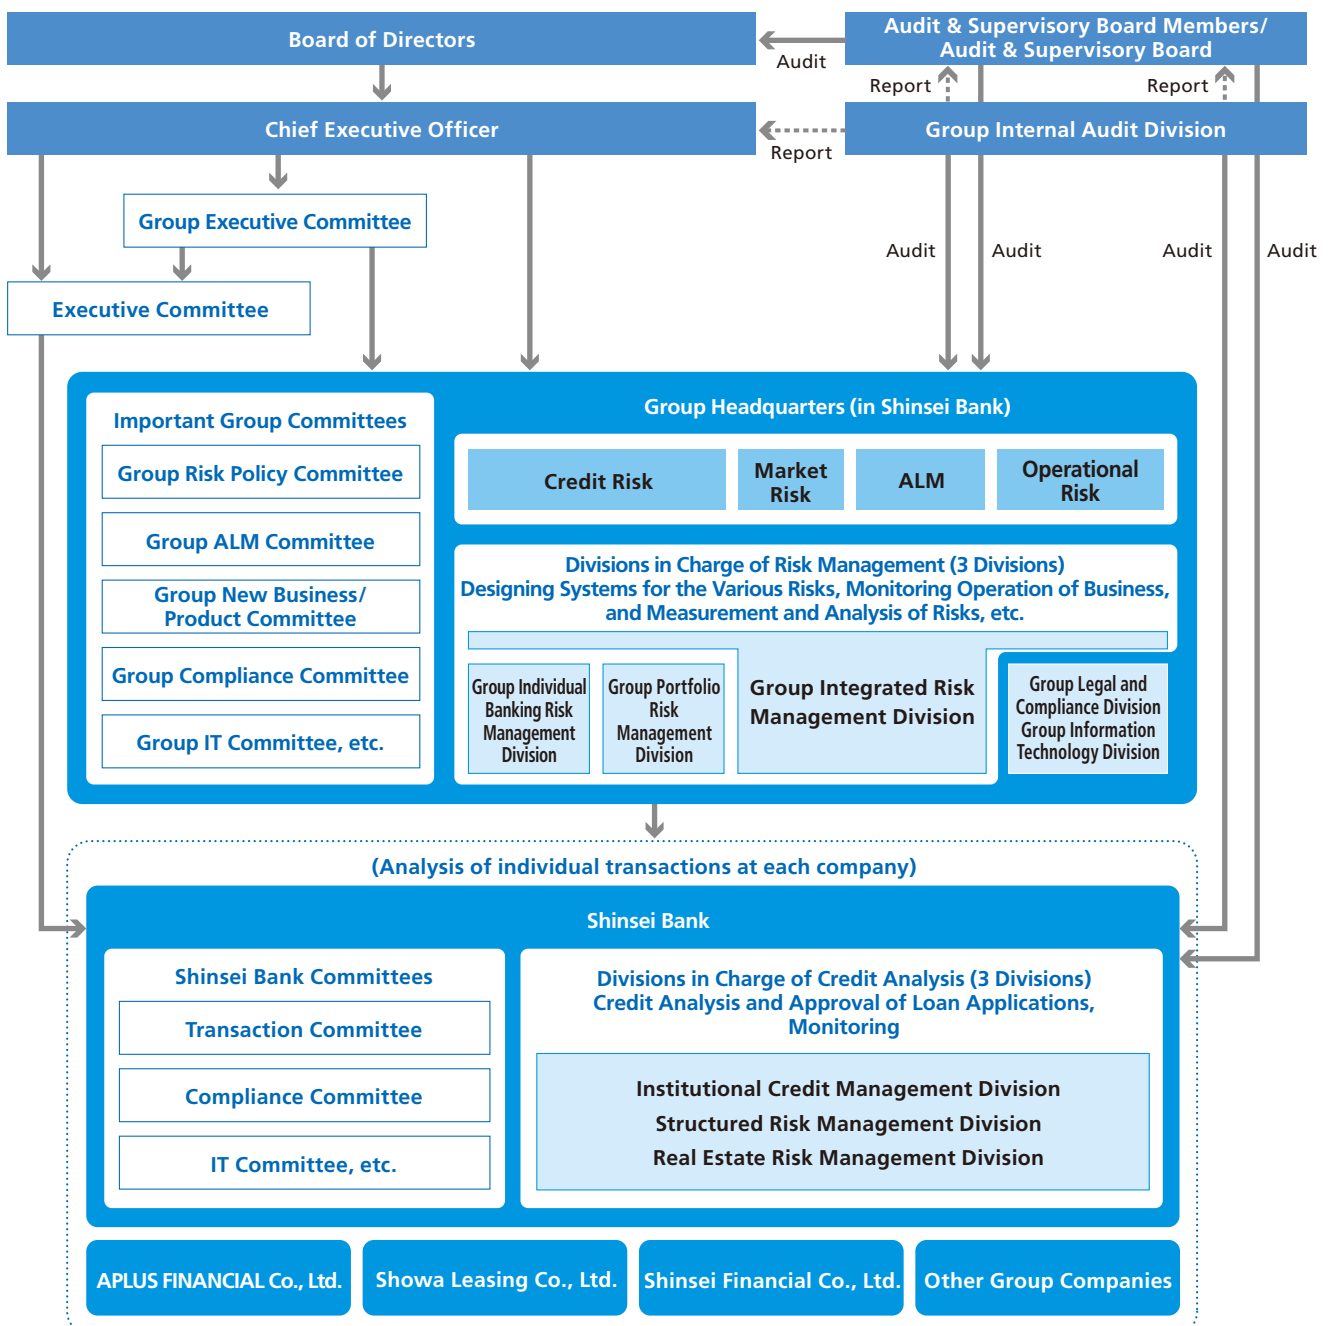 Board of Directors
Audit & Supervisory Board Members/
Audit & Supervisory Board
Audit
Report
Report
Chief Executive Officer
Group Internal Audit Division
Report
Group Executive Committee
Audit
Audit
Audit
Audit
Executive Committee
Important Group Committees
Group Risk Policy Committee
Group ALM Committee
Group New Business/
Product Committee
Group Compliance Committee
Group IT Committee, etc.
Group Headquarters (in Shinsei Bank)
Credit Risk
Market
Risk
ALM
Operational
Risk
Divisions in Charge of Risk Management (3 Divisions)
Designing Systems for the Various Risks, Monitoring Operation of Business,
and Measurement and Analysis of Risks, etc.
Group Individual
Banking Risk
Management
Division
Group Portfolio
Risk
Management
Division
Group Integrated Risk
Management Division
Group Legal and
Compliance Division
Group Information
Technology Division
(Analysis of individual transactions at each company)
Shinsei Bank
Shinsei Bank Committees
Transaction Committee
Compliance Committee
IT Committee, etc.
Divisions in Charge of Credit Analysis (3 Divisions)
Credit Analysis and Approval of Loan Applications,
Monitoring
Institutional Credit Management Division
Structured Risk Management Division
Real Estate Risk Management Division
APLUS FINANCIAL Co., Ltd.
Showa Leasing Co., Ltd.
Shinsei Financial Co., Ltd.
Other Group Companies